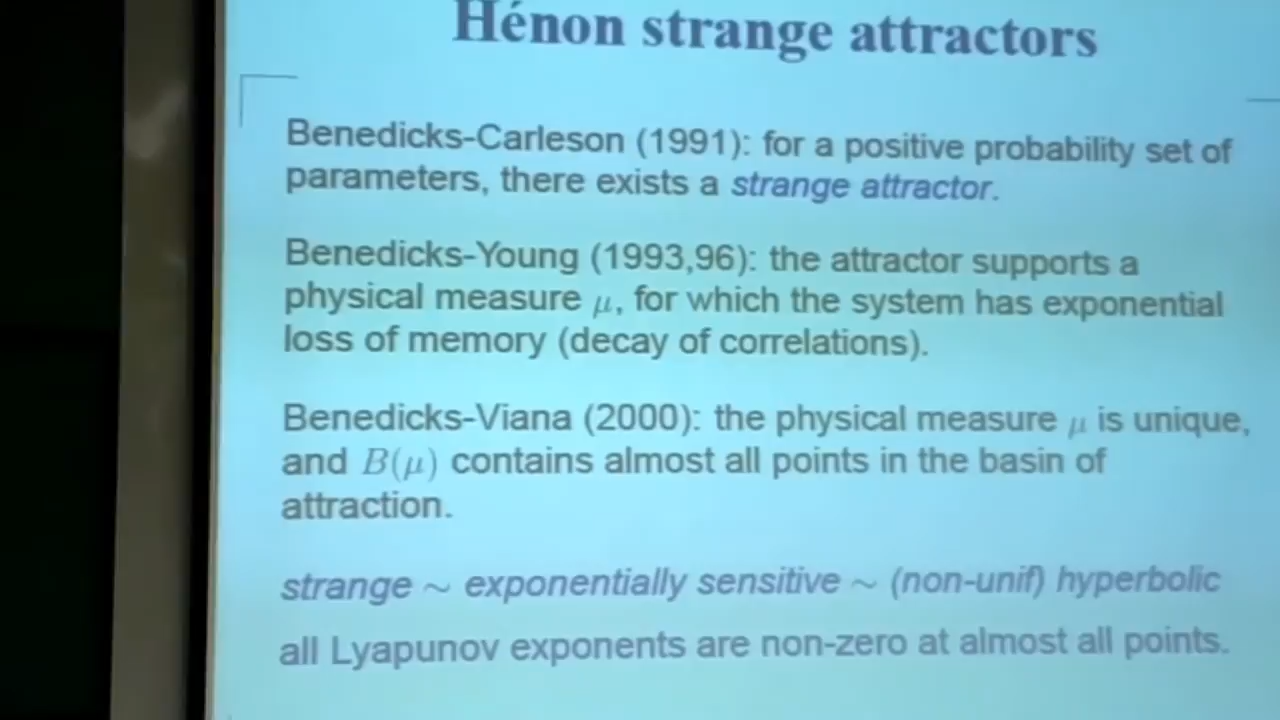 Hénon strange attractors
Benedicks-Carleson (1991): for a positive probability set of
parameters, there exists a strange attractor.
Benedicks-Young (1993,96): the attractor supports a
physical measure μ, for which the system has exponential
loss of memory (decay of correlations).
Benedicks-Viana (2000): the physical measure μ is unique,
and B(μ) contains almost all points in the basin of
attraction.
strange ~ exponentially sensitive ~ (non-unif) hyperbolic
all Lyapunov exponents are non-zero at almost all points.